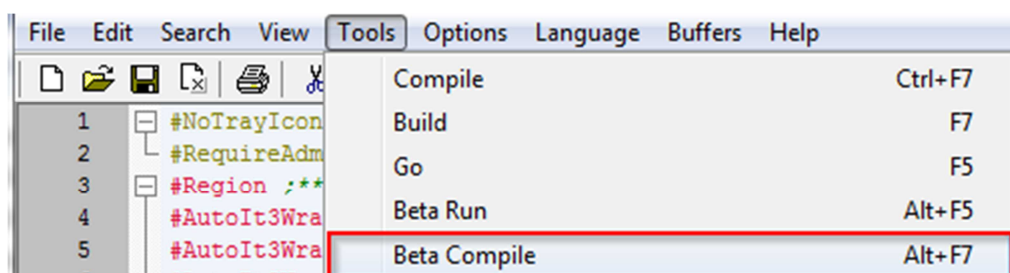 File Edit Search View Tools Options Language Buffers Help
Compile Ctrl+F7
Build F7
Go F5
Beta Run Alt+F5
Beta Compile Alt+F7
1 #NoTrayIcon
2 #RequireAdm
3 #Region ;**
4 #AutoIt3Wra
5 #AutoIt3Wra